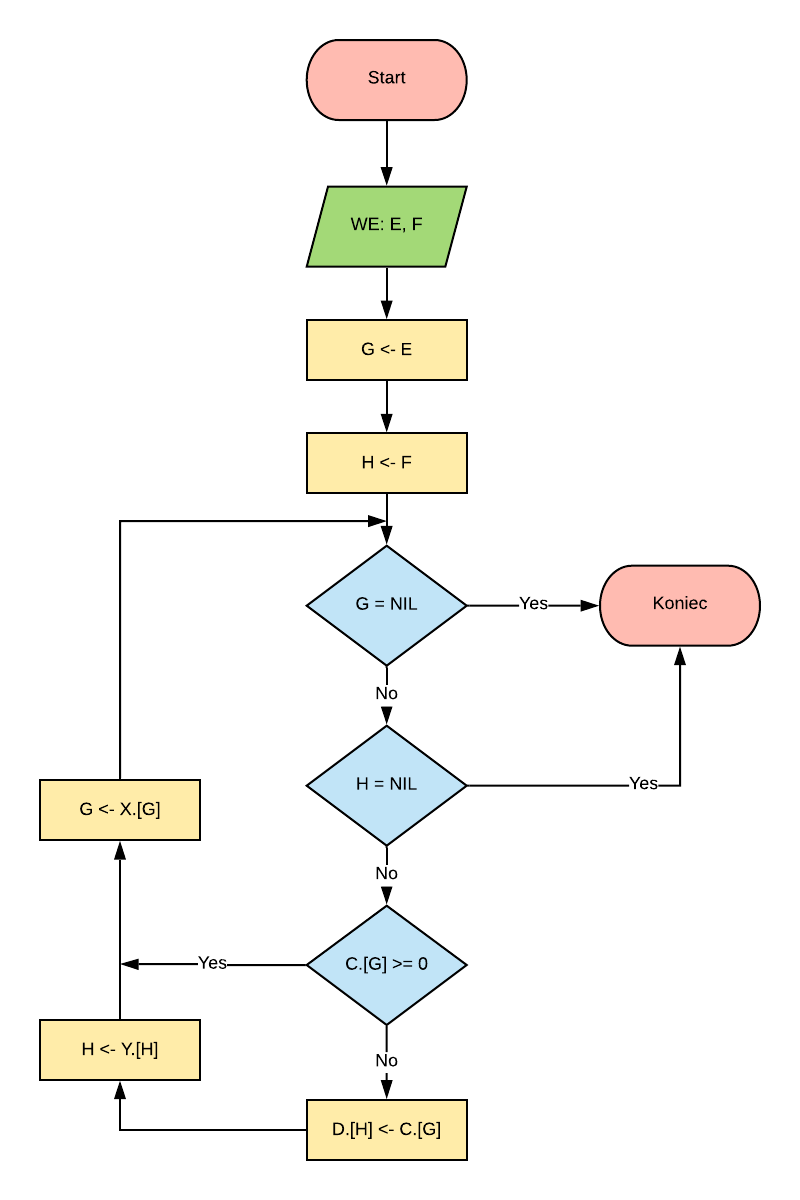 Start
WE: E, F
G <- E
H <- F
G = NIL
Yes
Koniec
No
H = NIL
Yes
G <- X.[G]
No
C.[G] >= 0
Yes
H <- Y.[H]
No
D.[H] <- C.[G]